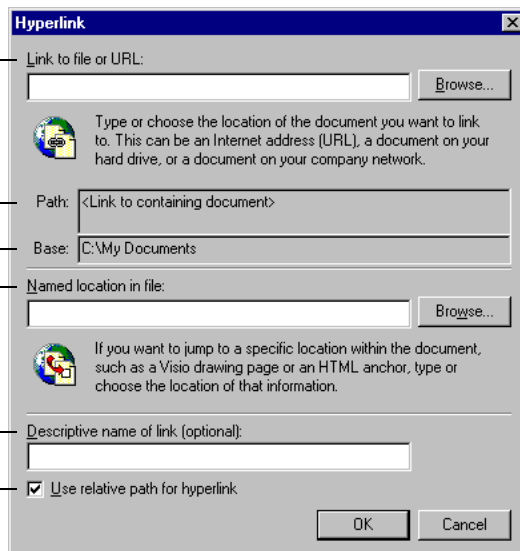 Hyperlink
Link to file or URL:
Browse...
Type or choose the location of the document you want to link
to. This can be an Internet address (URL), a document on your
hard drive, or a document on your company network.
Path: <Link to containing document>
Base: C:\My Documents
Named location in file:
Browse...
If you want to jump to a specific location within the document,
such as a Visio drawing page or an HTML anchor, type or
choose the location of that information.
Descriptive name of link (optional):
Use relative path for hyperlink
OK Cancel